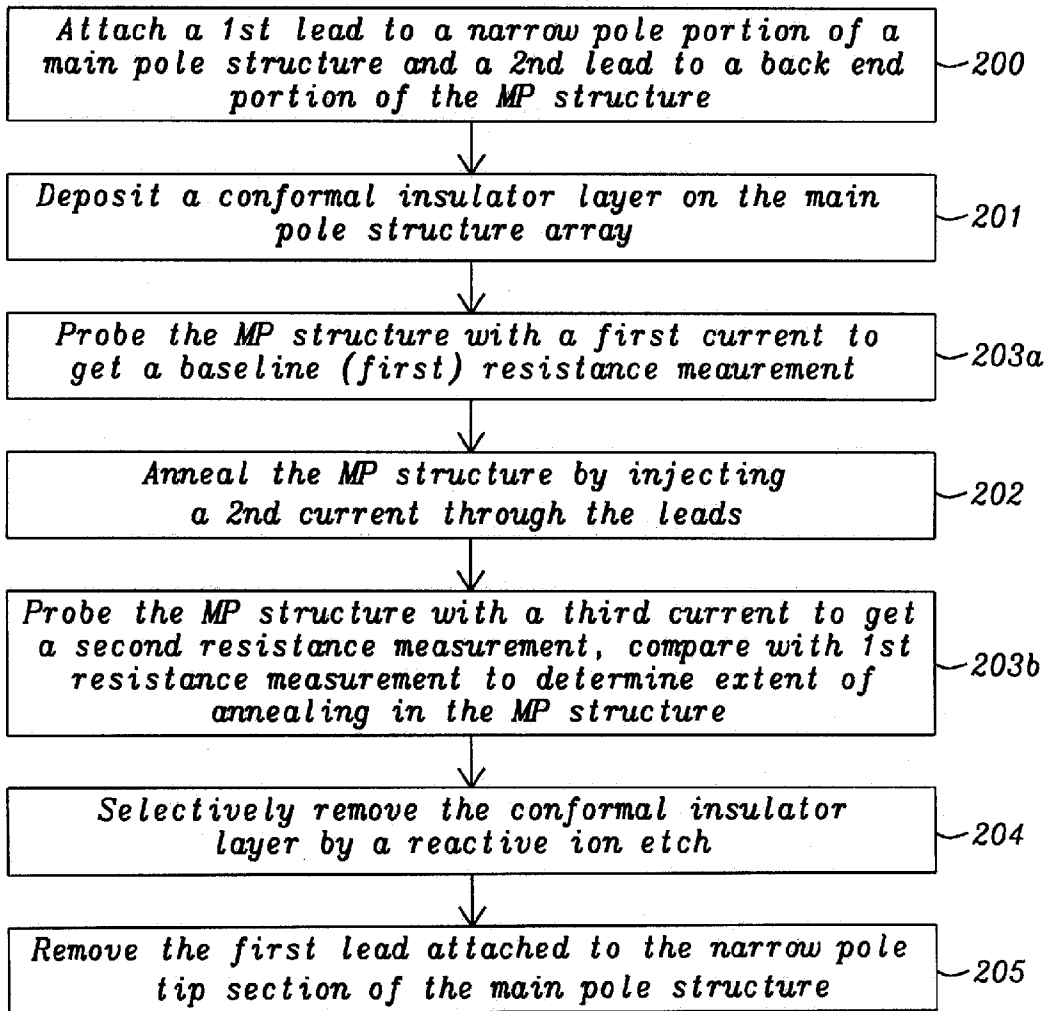 Attach a 1st lead to a narrow pole portion of a
main pole structure and a 2nd lead to a back end
portion of the MP structure
200
Deposit a conformal insulator layer on the main
pole structure array
201
Probe the MP structure with a first current to
get a baseline (first) resistance meaurement
203a
Anneal the MP structure by injecting
a 2nd current through the leads
202
Probe the MP structure with a third current to get
a second resistance measurement, compare with 1st
resistance measurement to determine extent of
annealing in the MP structure
203b
Selectively remove the conformal insulator
layer by a reactive ion etch
204
Remove the first lead attached to the narrow pole
tip section of the main pole structure
205